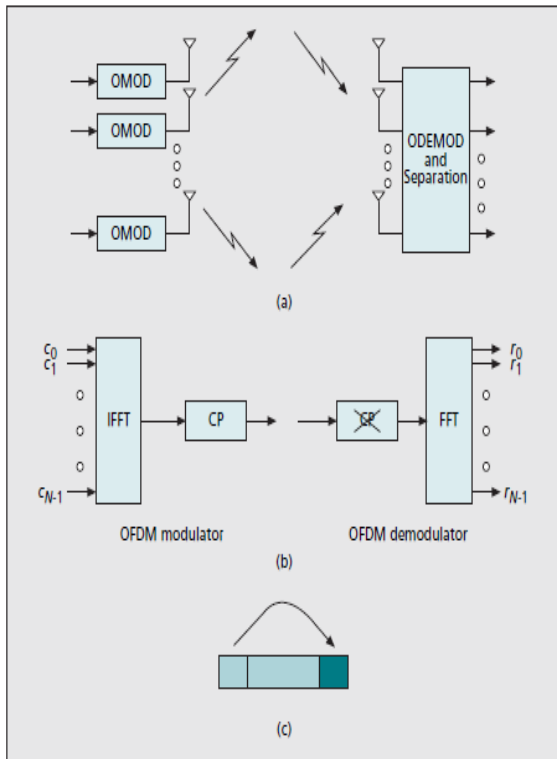 OMOD
OMOD
OMOD
ODEMOD
and
Separation
(a)
c0
c1
cN-1
IFFT
CP
CP
FFT
r0
r1
rN-1
OFDM modulator
OFDM demodulator
(b)
(c)